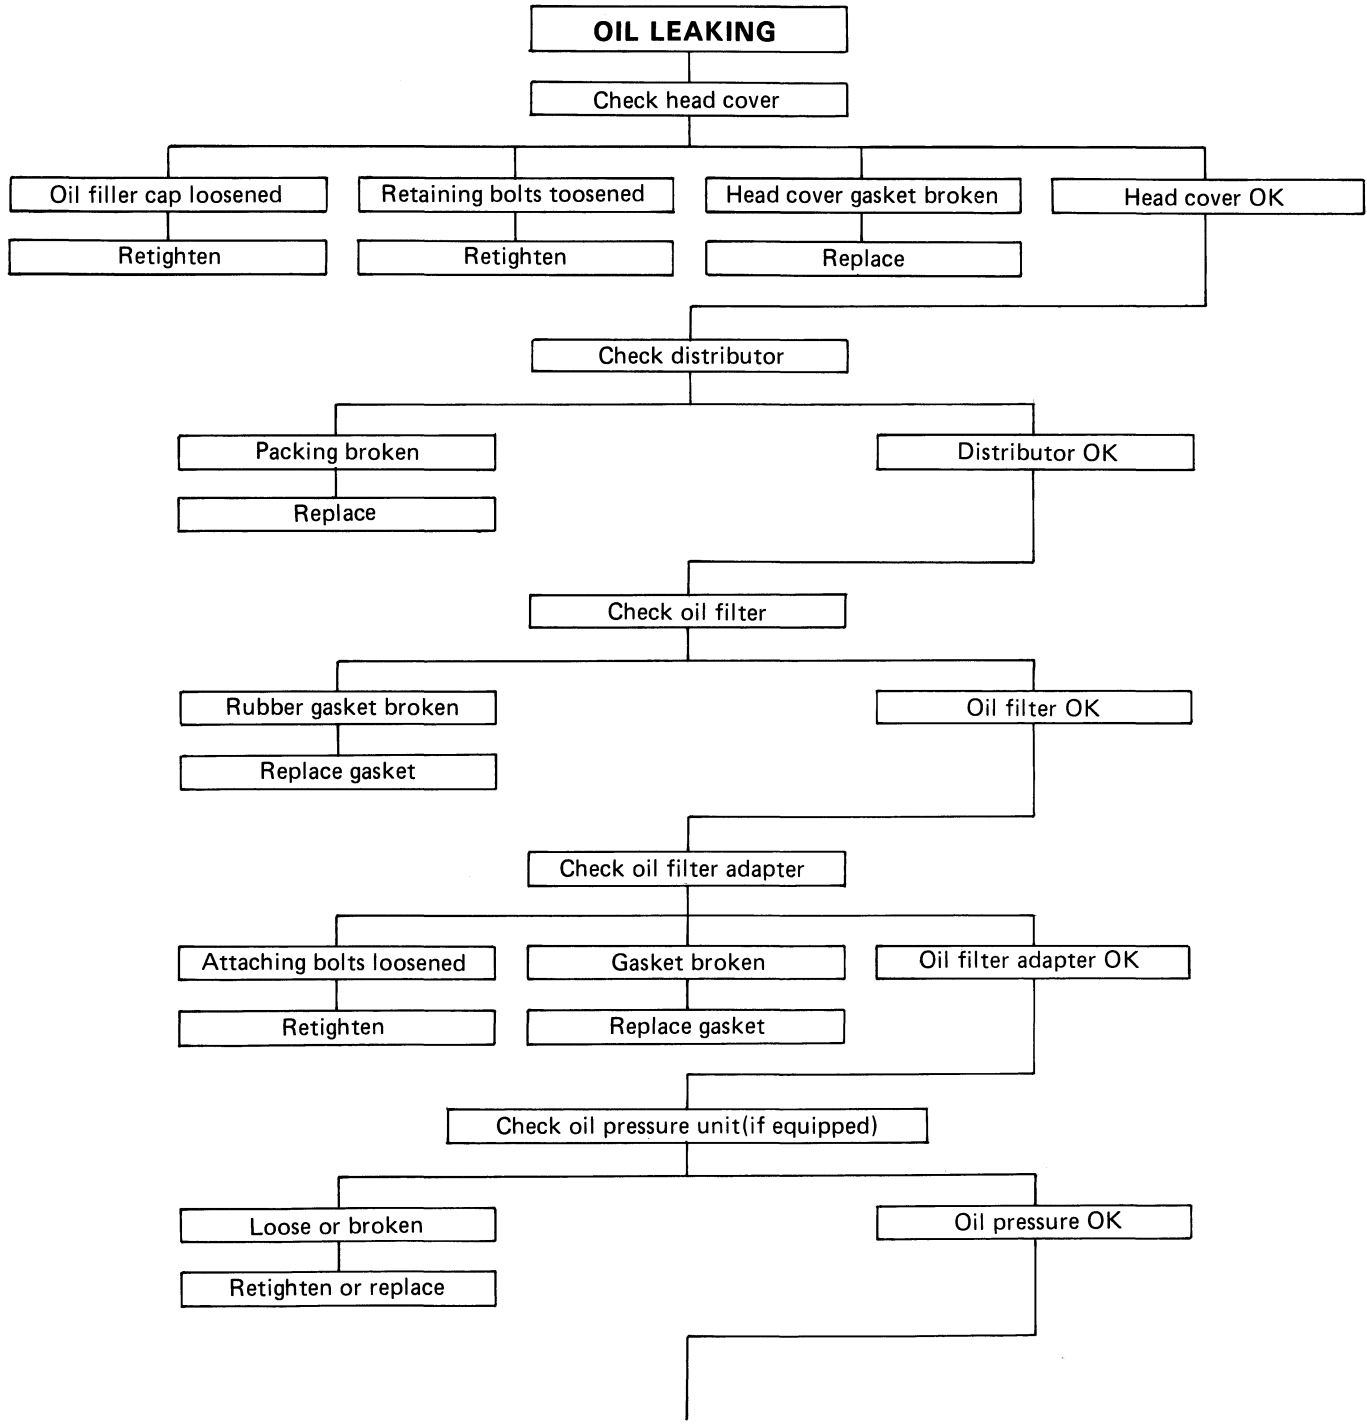 OIL LEAKING
Check head cover
Oil filler cap loosened
Retaining bolts toosened
Head cover gasket broken
Head cover OK
Retighten
Retighten
Replace
Check distributor
Packing broken
Distributor OK
Replace
Check oil filter
Rubber gasket broken
Oil filter OK
Replace gasket
Check oil filter adapter
Attaching bolts loosened
Gasket broken
Oil filter adapter OK
Retighten
Replace gasket
Check oil pressure unit(if equipped)
Loose or broken
Oil pressure OK
Retighten or replace